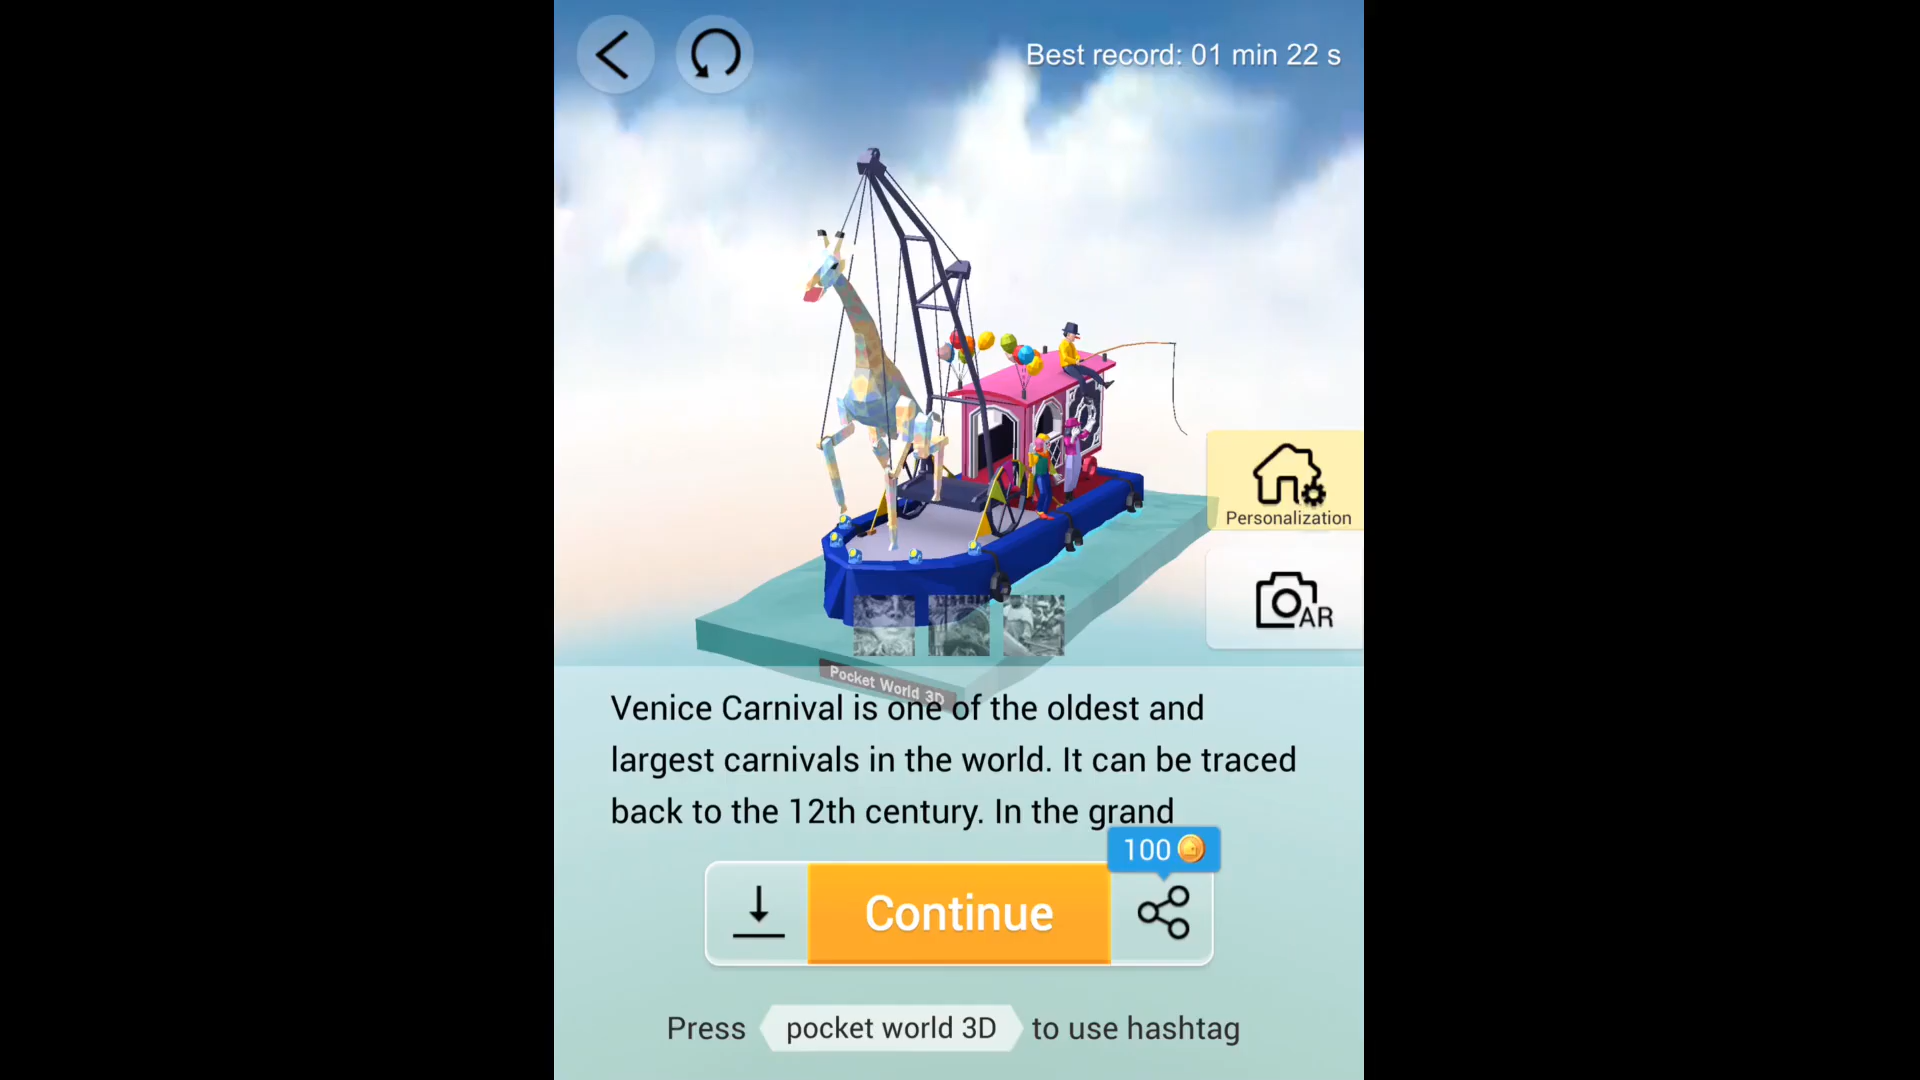 Best record: 01 min 22 s
Personalization
AR
Pocket World 3D
Venice Carnival is one of the oldest and
largest carnivals in the world. It can be traced
back to the 12th century. In the grand
100
Continue
Press pocket world 3D to use hashtag